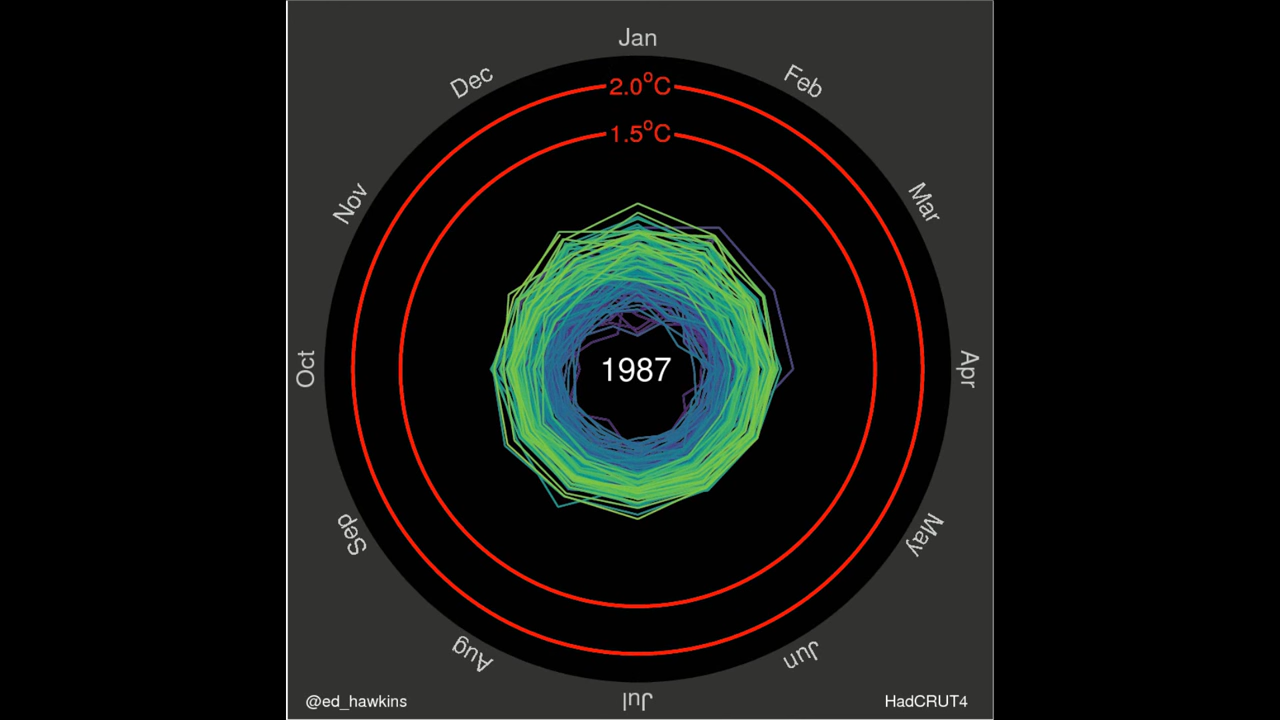 Jan
Feb
Mar
Apr
May
Jun
Jul
Aug
Sep
Oct
Nov
Dec
2.0°C
1.5°C
1987
@ed_hawkins
HadCRUT4